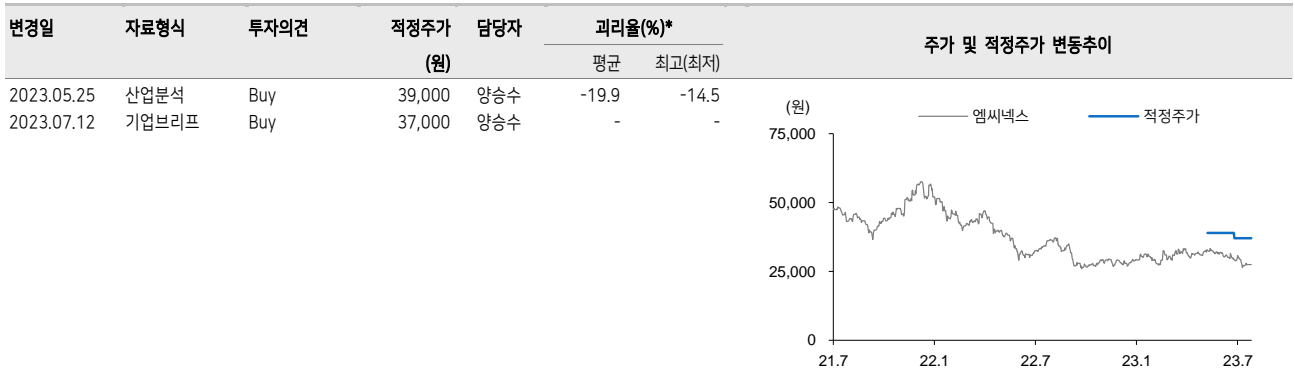 변경일 자료형식 투자의견 적정주가 담당자 괴리율(%)* 주가 및 적정주가 변동추이
(원) 평균 최고(최저)
2023.05.25 산업분석 Buy 39,000 양승수 -19.9 -14.5
2023.07.12 기업브리프 Buy 37,000 양승수 - -
(원) 엠씨넥스 적정주가
75,000
50,000
25,000
0
21.7 22.1 22.7 23.1 23.7